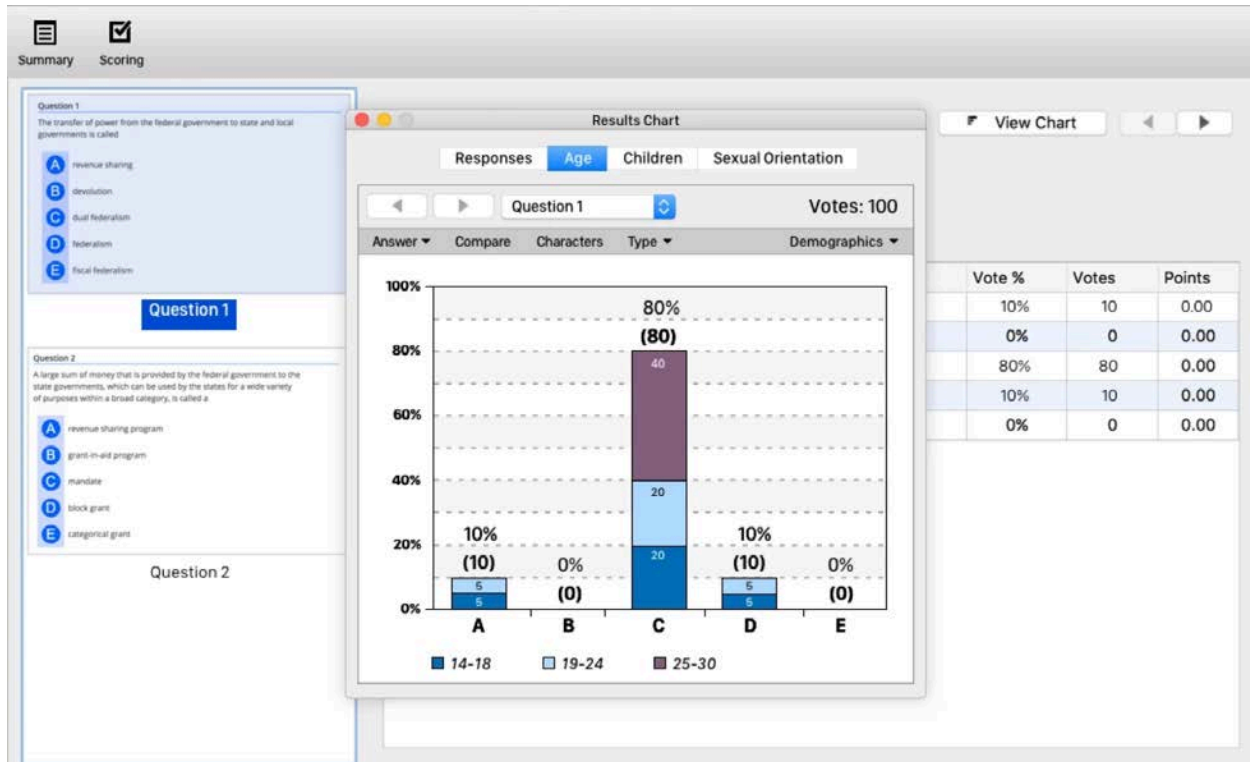 Summary Scoring
Question 1
The transfer of power from the federal government to state and local
governments is called
A revenue sharing
B devolution
C dual federalism
D federalism
E fiscal federalism
Question 1
Question 2
A large sum of money that is provided by the federal government to the
state governments, which can be used by the states for a wide variety
of purposes within a broad category, is called a
A revenue sharing program
B grant-in-aid program
C mandate
D block grant
E categorical grant
Question 2
Results Chart
Responses Age Children Sexual Orientation
Question 1 Votes: 100
Answer Compare Characters Type Demographics
100%
80%
60%
40%
20%
0%
10%
(10)
5
5
0%
(0)
80%
(80)
40
20
20
10%
(10)
5
5
0%
(0)
A B C D E
14-18 19-24 25-30
View Chart
Vote % Votes Points
10% 10 0.00
0% 0 0.00
80% 80 0.00
10% 10 0.00
0% 0 0.00